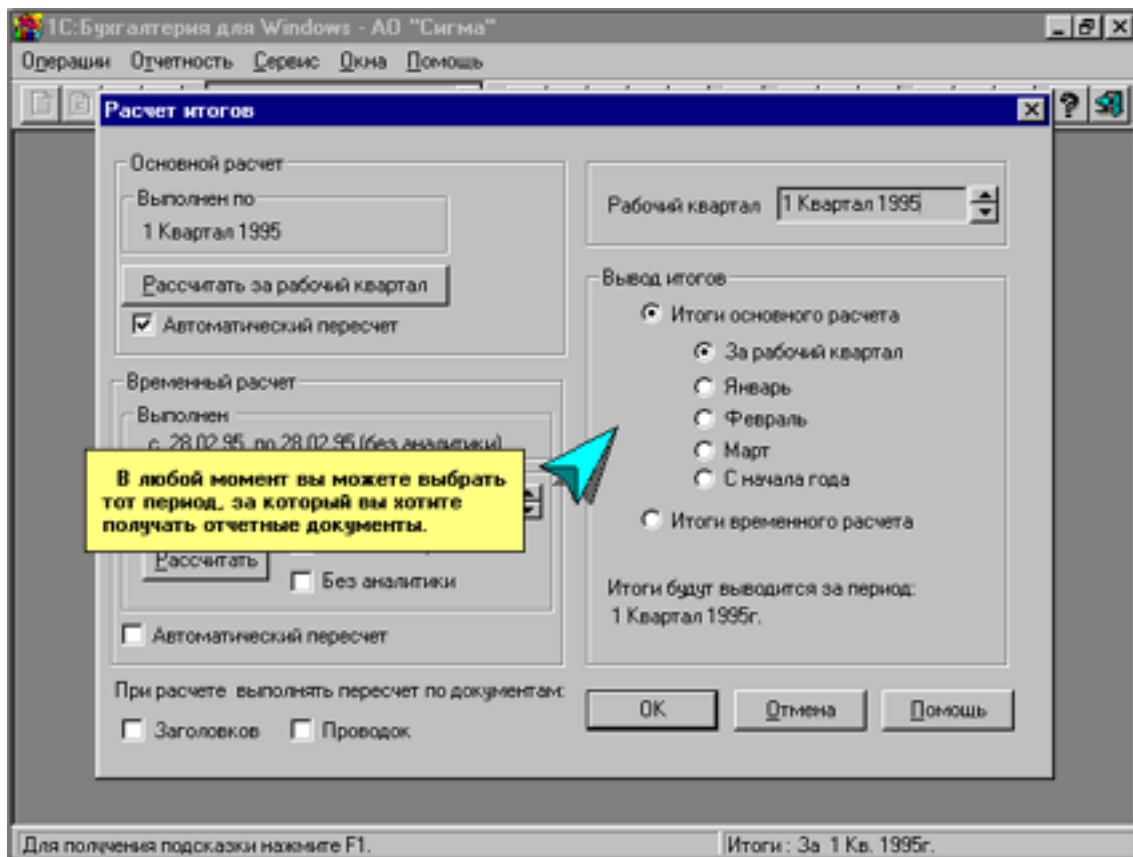 1С:Бухгалтерия для Windows - АО "Сигма"
Операции Отчетность Сервис Окна Помощь
Расчет итогов
Основной расчет
Выполнен по
1 Квартал 1995
Рассчитать за рабочий квартал
Автоматический пересчет
Временный расчет
Выполнен
с 28.02.95 по 28.02.95 (без аналитики)
В любой момент вы можете выбрать
тот период, за который вы хотите
получать отчетные документы.
Рассчитать
Без аналитики
Автоматический пересчет
При расчете выполнять пересчет по документам:
Заголовков Проводок
Рабочий квартал 1 Квартал 1995
Вывод итогов
Итоги основного расчета
За рабочий квартал
Январь
Февраль
Март
С начала года
Итоги временного расчета
Итоги будут выводится за период:
1 Квартал 1995г.
OK Отмена Помощь
Для получения подсказки нажмите F1. Итоги : За 1 Кв. 1995г.